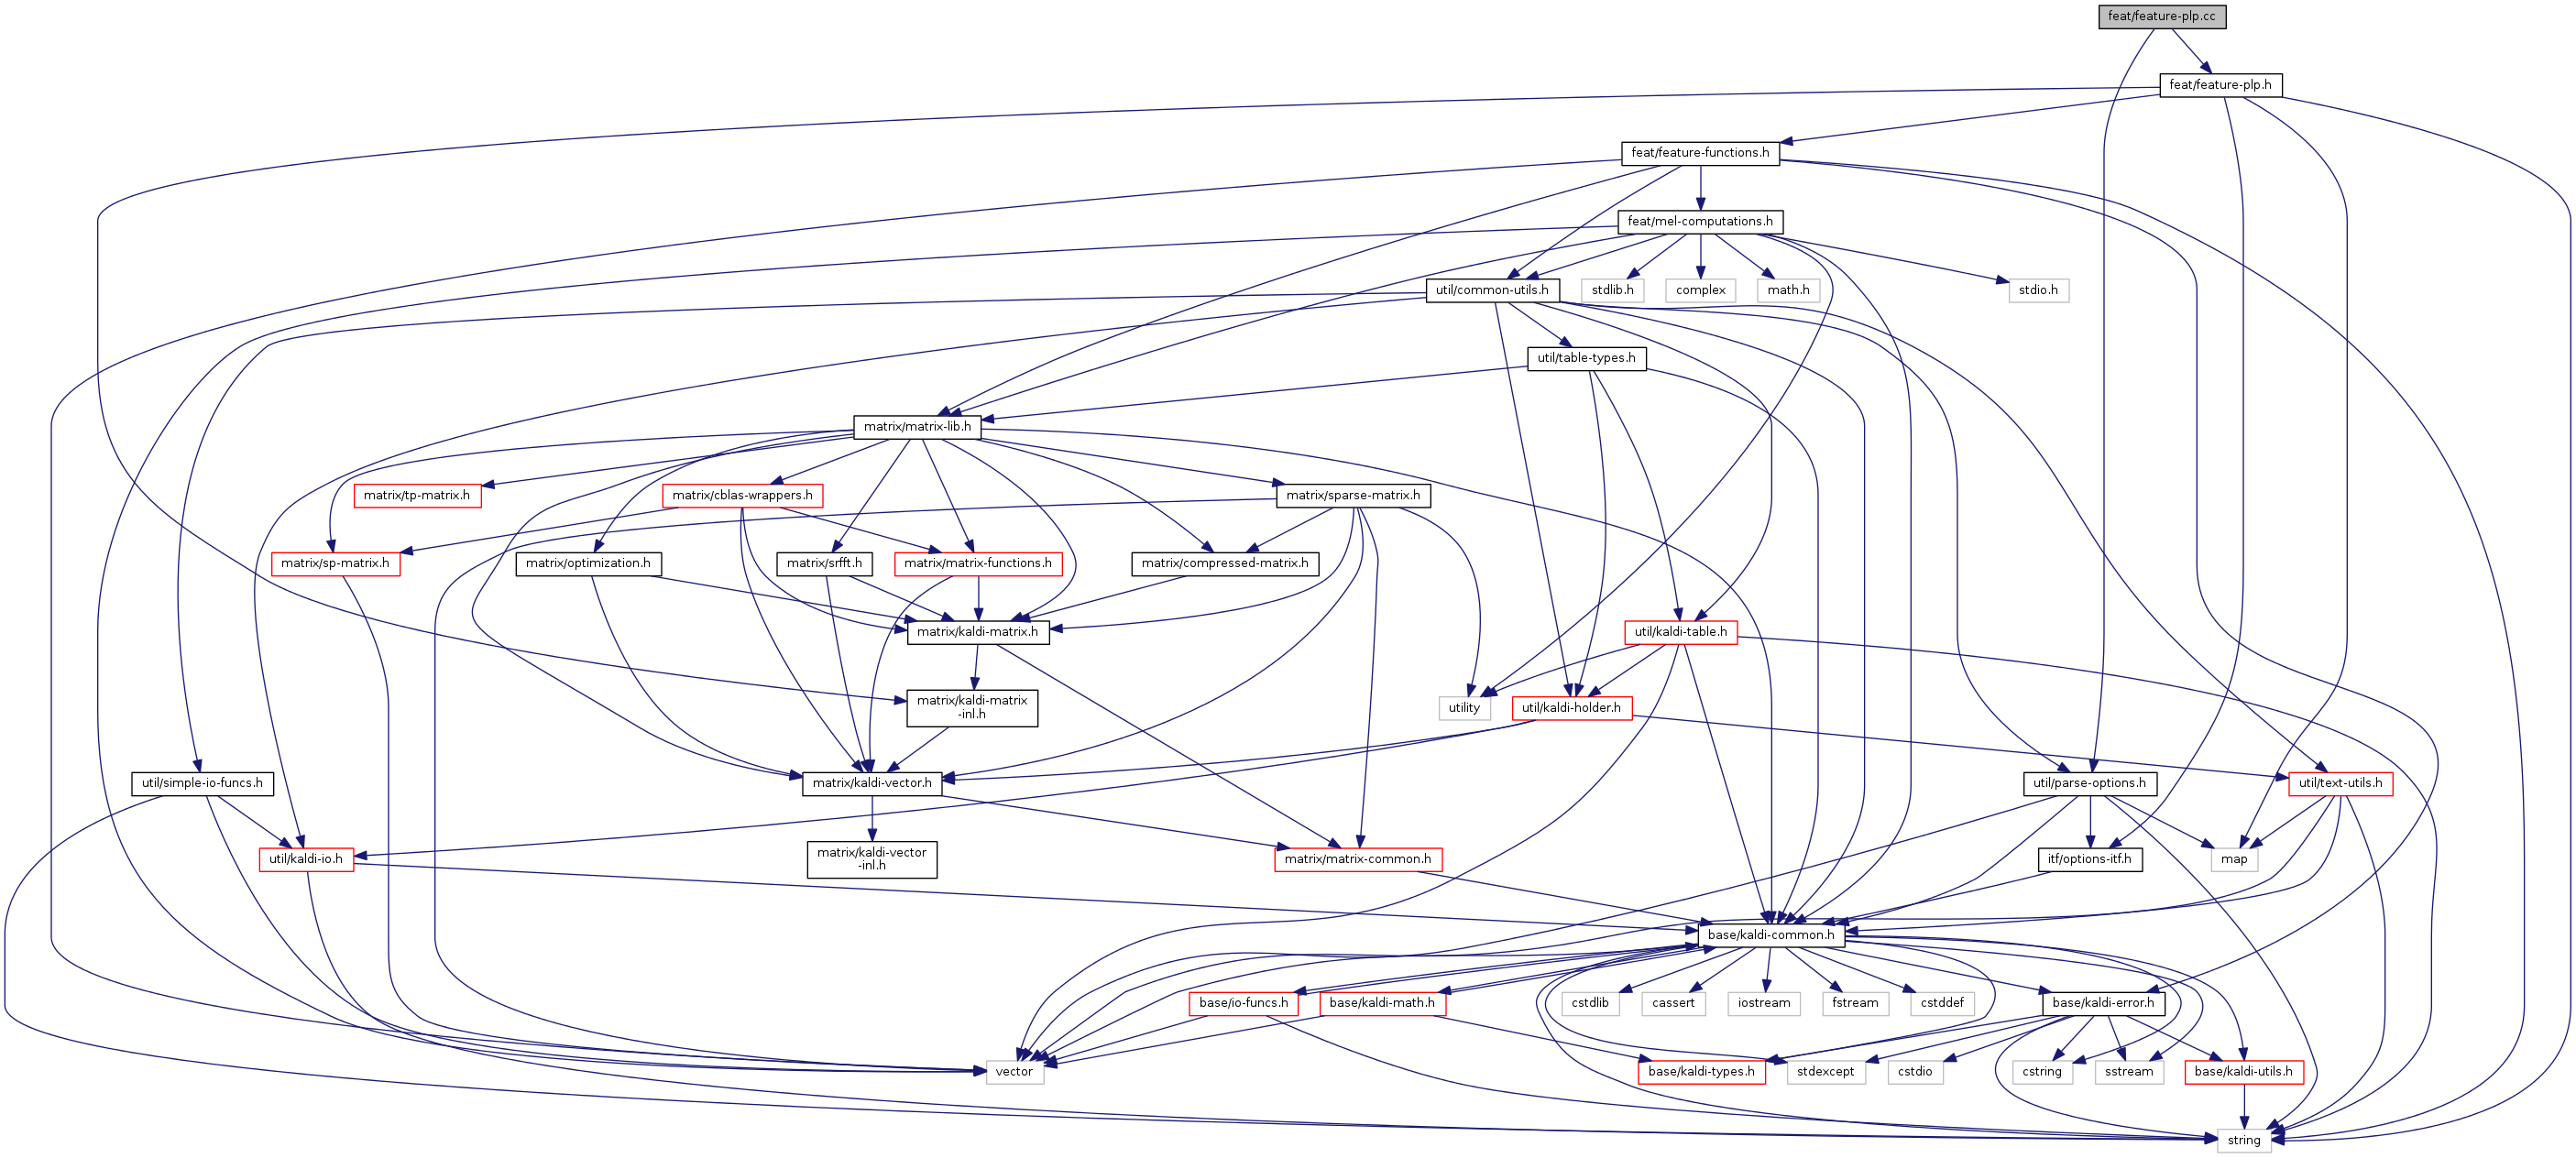 feat/feature-plp.cc
feat/feature-plp.h
feat/feature-functions.h
feat/mel-computations.h
util/common-utils.h
stdlib.h
complex
math.h
stdio.h
util/table-types.h
matrix/matrix-lib.h
matrix/tp-matrix.h
matrix/cblas-wrappers.h
matrix/sparse-matrix.h
matrix/sp-matrix.h
matrix/optimization.h
matrix/srfft.h
matrix/matrix-functions.h
matrix/compressed-matrix.h
matrix/kaldi-matrix.h
util/kaldi-table.h
matrix/kaldi-matrix
-inl.h
utility
util/kaldi-holder.h
util/simple-io-funcs.h
matrix/kaldi-vector.h
util/parse-options.h
util/text-utils.h
util/kaldi-io.h
matrix/kaldi-vector
-inl.h
matrix/matrix-common.h
itf/options-itf.h
map
base/kaldi-common.h
base/io-funcs.h
base/kaldi-math.h
cstdlib
cassert
iostream
fstream
cstddef
base/kaldi-error.h
vector
base/kaldi-types.h
stdexcept
cstdio
cstring
sstream
base/kaldi-utils.h
string